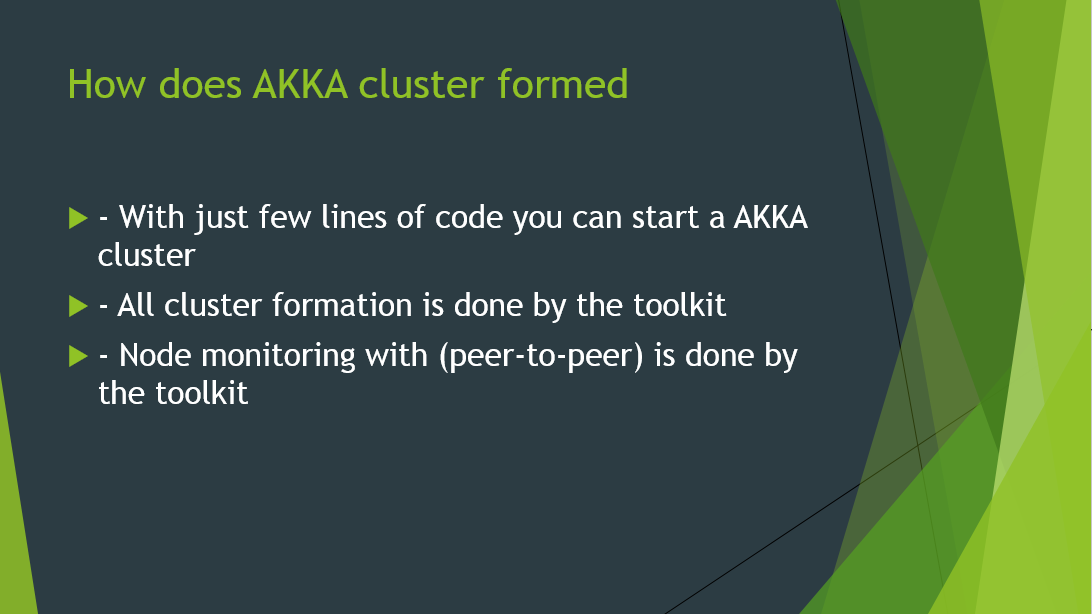 How does AKKA cluster formed
- With just few lines of code you can start a AKKA
cluster
- All cluster formation is done by the toolkit
- Node monitoring with (peer-to-peer) is done by
the toolkit